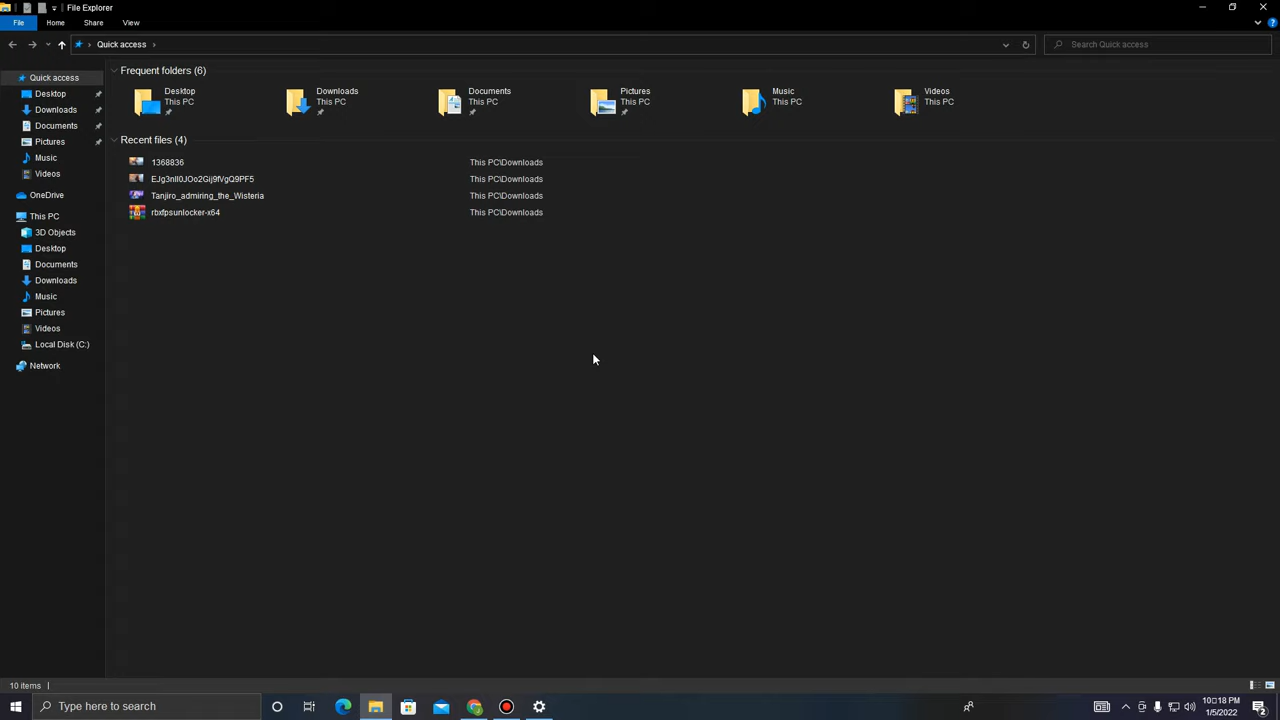 File Explorer
File Home Share View
Quick access
Search Quick access
Quick access
Desktop
Downloads
Documents
Pictures
Music
Videos
OneDrive
This PC
3D Objects
Desktop
Documents
Downloads
Music
Pictures
Videos
Local Disk (C:)
Network
Frequent folders (6)
Desktop
This PC
Downloads
This PC
Documents
This PC
Pictures
This PC
Music
This PC
Videos
This PC
Recent files (4)
1368836 This PC\Downloads
EJg3nIl0JOo2Gij9fVgQ9PF5 This PC\Downloads
Tanjiro_admiring_the_Wisteria This PC\Downloads
rbxfpsunlocker-x64 This PC\Downloads
10 items
Type here to search
10:18 PM
1/5/2022
2